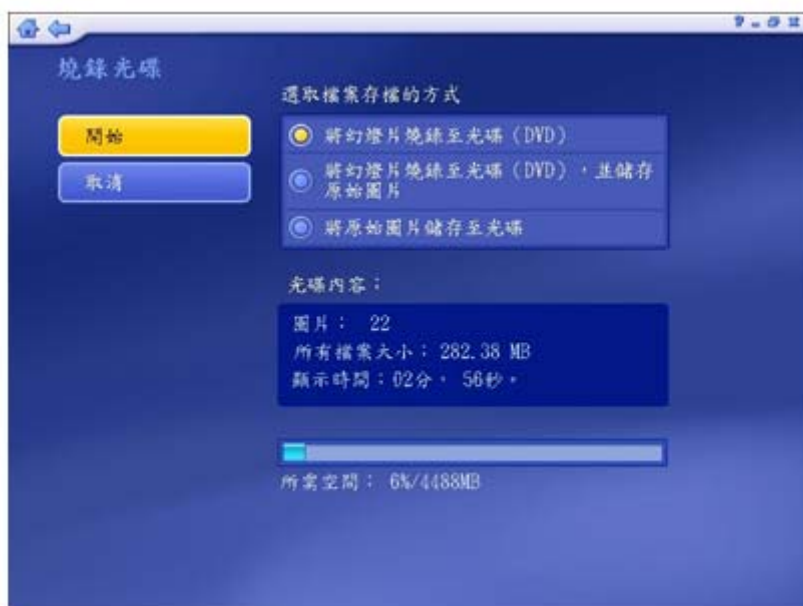 燒錄光碟
開始
取消
選取檔案存檔的方式
將幻燈片燒錄至光碟（DVD）
將幻燈片燒錄至光碟（DVD），並儲存
原始圖片
將原始圖片儲存至光碟
光碟內容：
圖片： 22
所有檔案大小：282.38 MB
顯示時間：02分， 56秒。
所需空間： 6%/4488MB